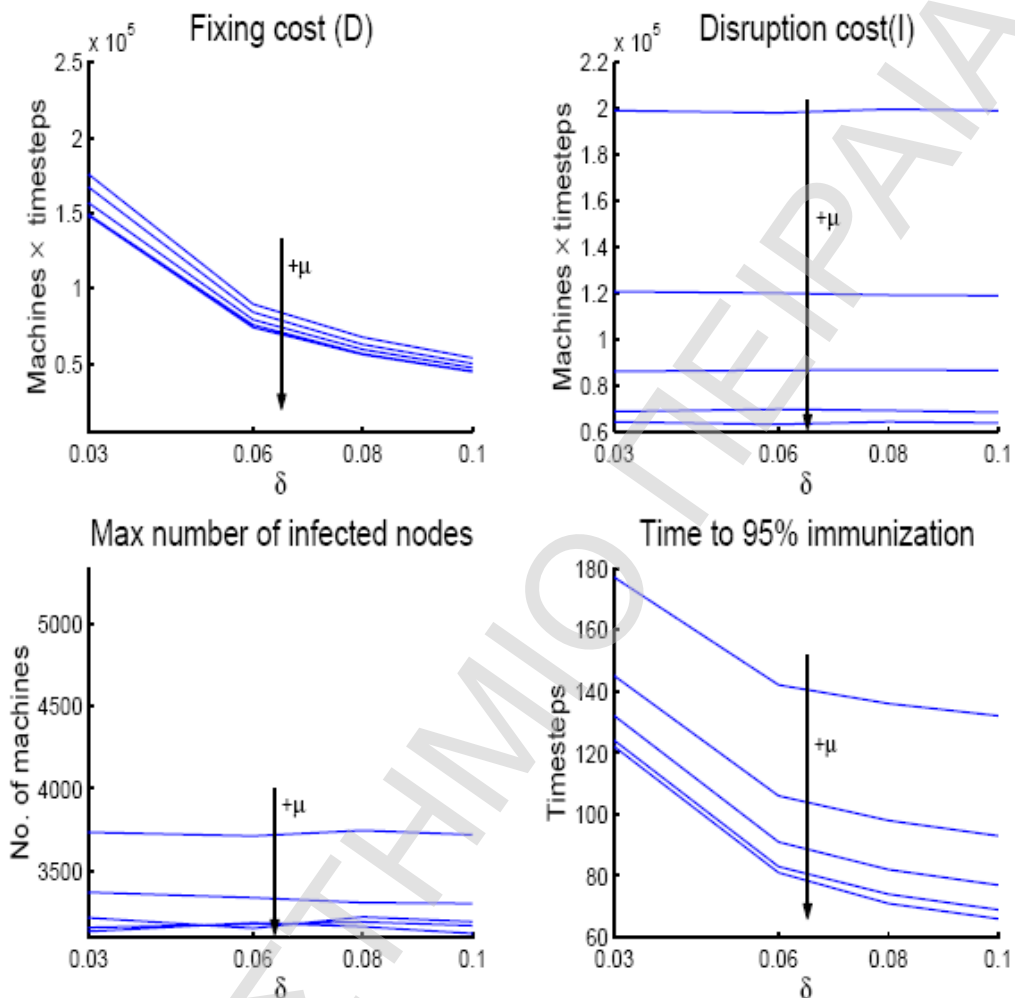 Fixing cost (D)
x 10^5
2.5
2
1.5
1
0.5
Machines × timesteps
+μ
0.03 0.06 0.08 0.1
δ
Disruption cost(I)
x 10^5
2.2
2
1.8
1.6
1.4
1.2
1
0.8
0.6
Machines × timesteps
+μ
0.03 0.06 0.08 0.1
δ
Max number of infected nodes
5000
4500
4000
3500
No. of machines
+μ
0.03 0.06 0.08 0.1
δ
Time to 95% immunization
180
160
140
120
100
80
60
Timesteps
+μ
0.03 0.06 0.08 0.1
δ
ΣΤΗΜΙΟ ΠΕΙΡΑΙΑ